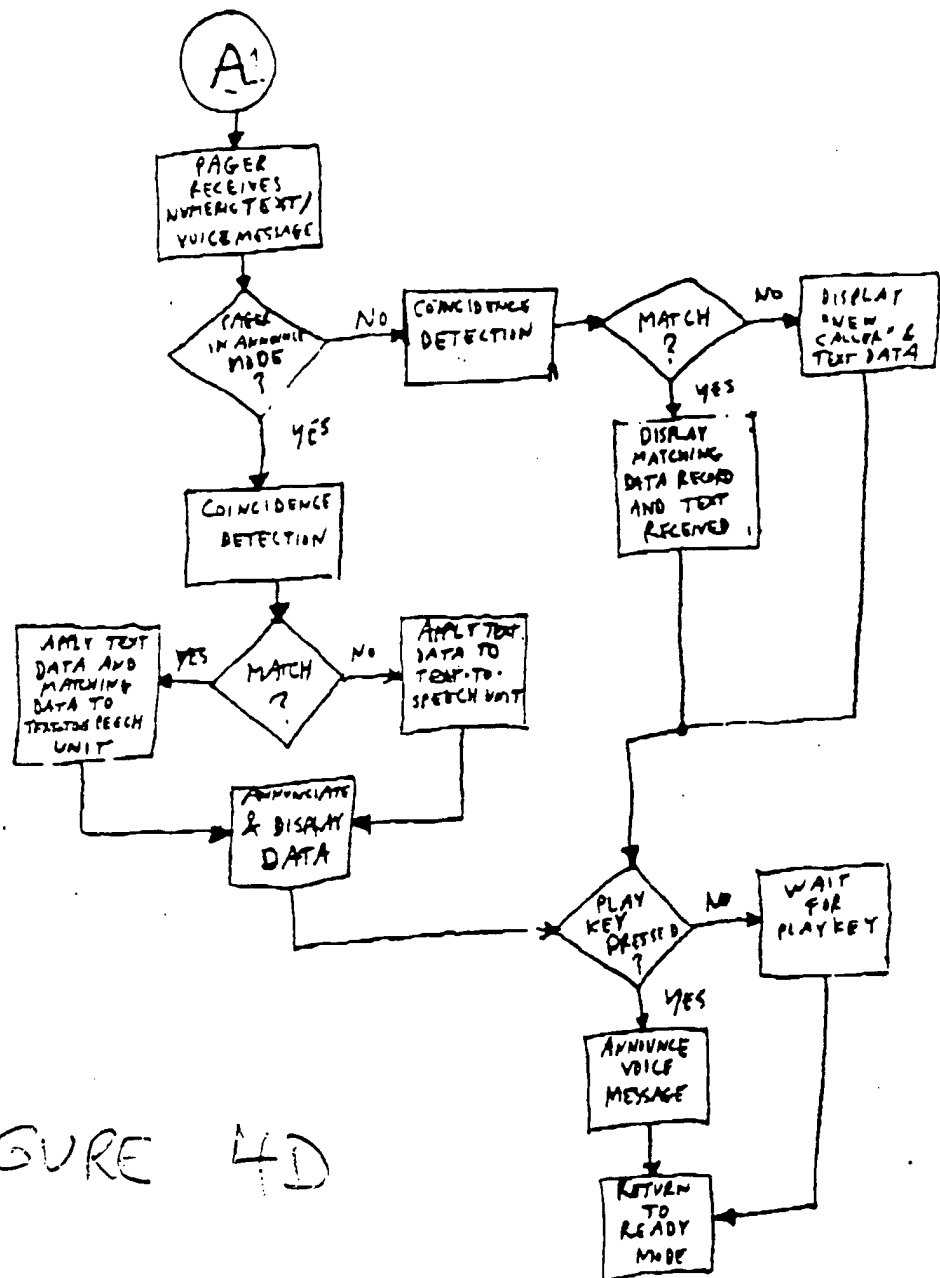 A'
PAGER
RECEIVES
NUMERIC TEXT/
VOICE MESSAGE
PAGER
IN ANNOUNCE
MODE
?
NO
COINCIDENCE
DETECTION
MATCH
?
NO
DISPLAY
"NEW
CALLER" &
TEXT DATA
YES
DISPLAY
MATCHING
DATA RECORD
AND TEXT
RECEIVED
YES
COINCIDENCE
DETECTION
MATCH
?
YES
APPLY TEXT
DATA AND
MATCHING
DATA TO
TEXT-TO-SPEECH
UNIT
NO
APPLY TEXT
DATA TO
TEXT-TO-
SPEECH UNIT
ANNUNCIATE
& DISPLAY
DATA
PLAY
KEY
PRESSED
?
NO
WAIT
FOR
PLAY KEY
YES
ANNOUNCE
VOICE
MESSAGE
RETURN
TO
READY
MODE
GURE 4D